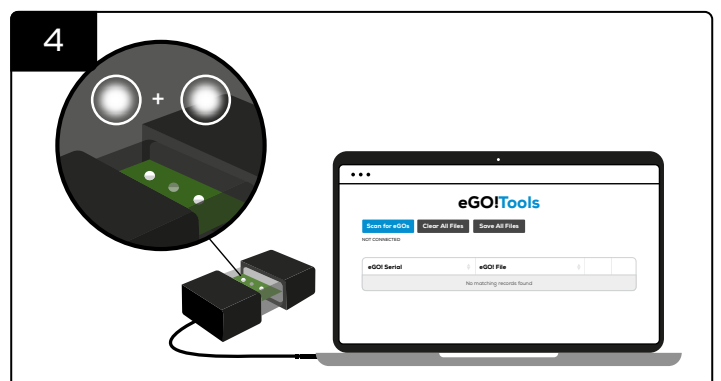 4
+
eGO!Tools
Scan for eGOs Clear All Files Save All Files
NOT CONNECTED
eGO! Serial eGO! File
No matching records found